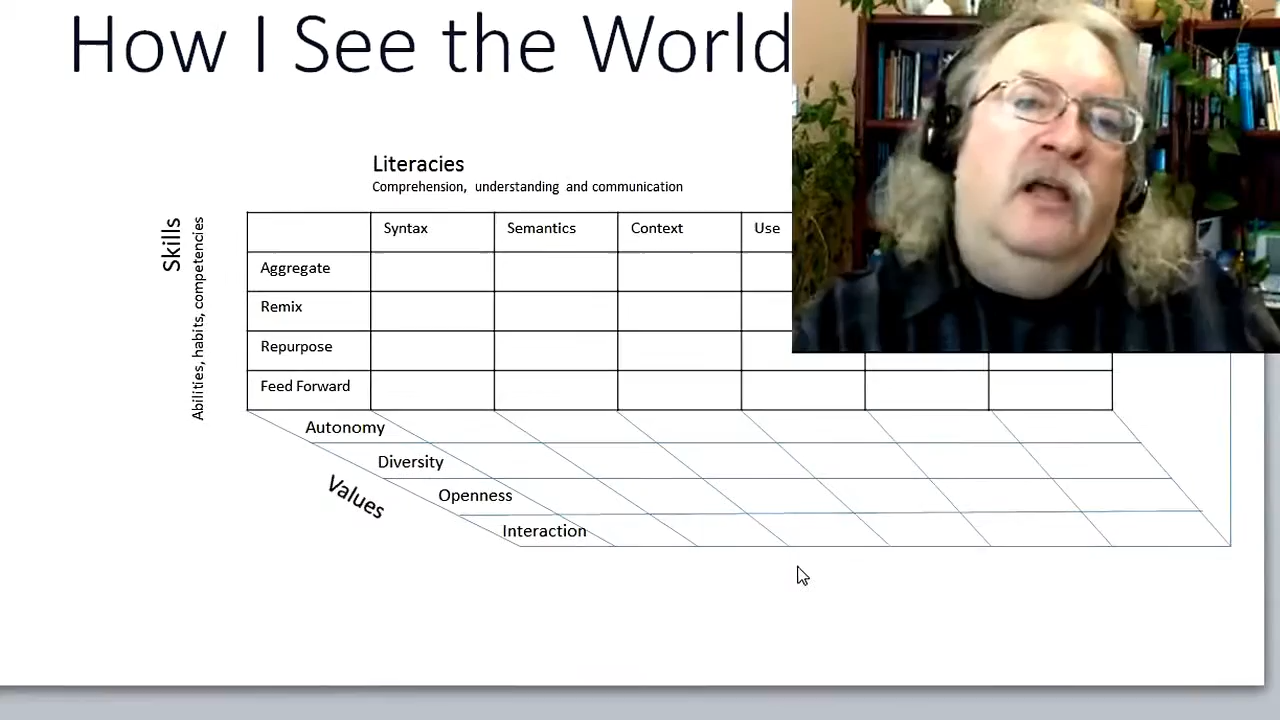 How I See the World
Literacies
Comprehension, understanding and communication
Skills
Abilities, habits, competencies
Syntax Semantics Context Use
Aggregate
Remix
Repurpose
Feed Forward
Autonomy
Diversity
Openness
Interaction
Values